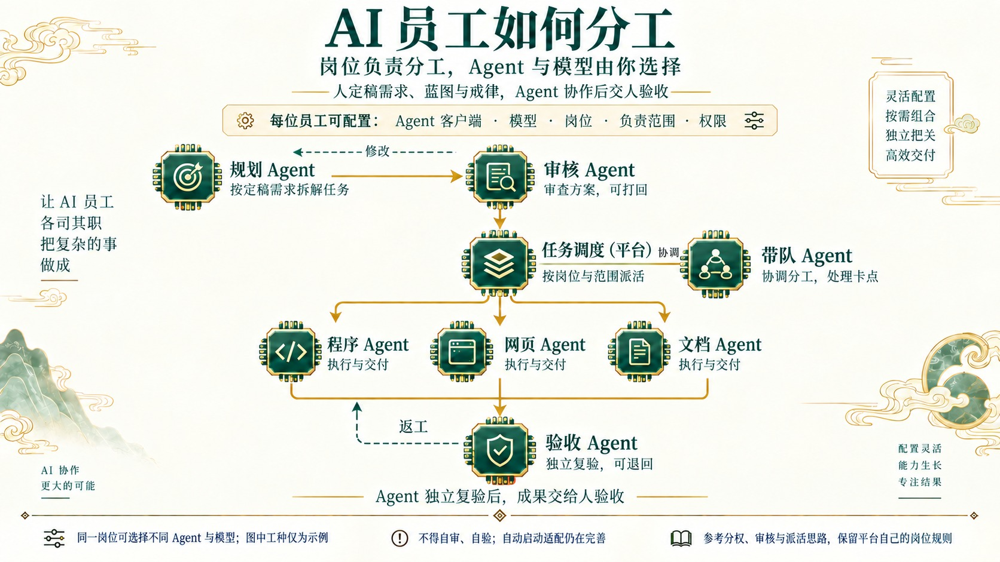 AI 员工如何分工
岗位负责分工，Agent 与模型由你选择
人定稿需求、蓝图与戒律，Agent 协作后交人验收
每位员工可配置： Agent 客户端 · 模型 · 岗位 · 负责范围 · 权限
灵活配置
按需组合
独立把关
高效交付
修改
规划 Agent
按定稿需求拆解任务
审核 Agent
审查方案，可打回
让 AI 员工
各司其职
把复杂的事
做成
任务调度（平台）
按岗位与范围派活
协调
带队 Agent
协调分工，处理卡点
程序 Agent
执行与交付
网页 Agent
执行与交付
文档 Agent
执行与交付
返工
验收 Agent
独立复验，可退回
AI 协作
更大的可能
配置灵活
能力生长
专注结果
Agent 独立复验后，成果交给人验收
同一岗位可选择不同 Agent 与模型；图中工种仅为示例
不得自审、自验；自动启动适配仍在完善
参考分权、审核与派活思路，保留平台自己的岗位规则